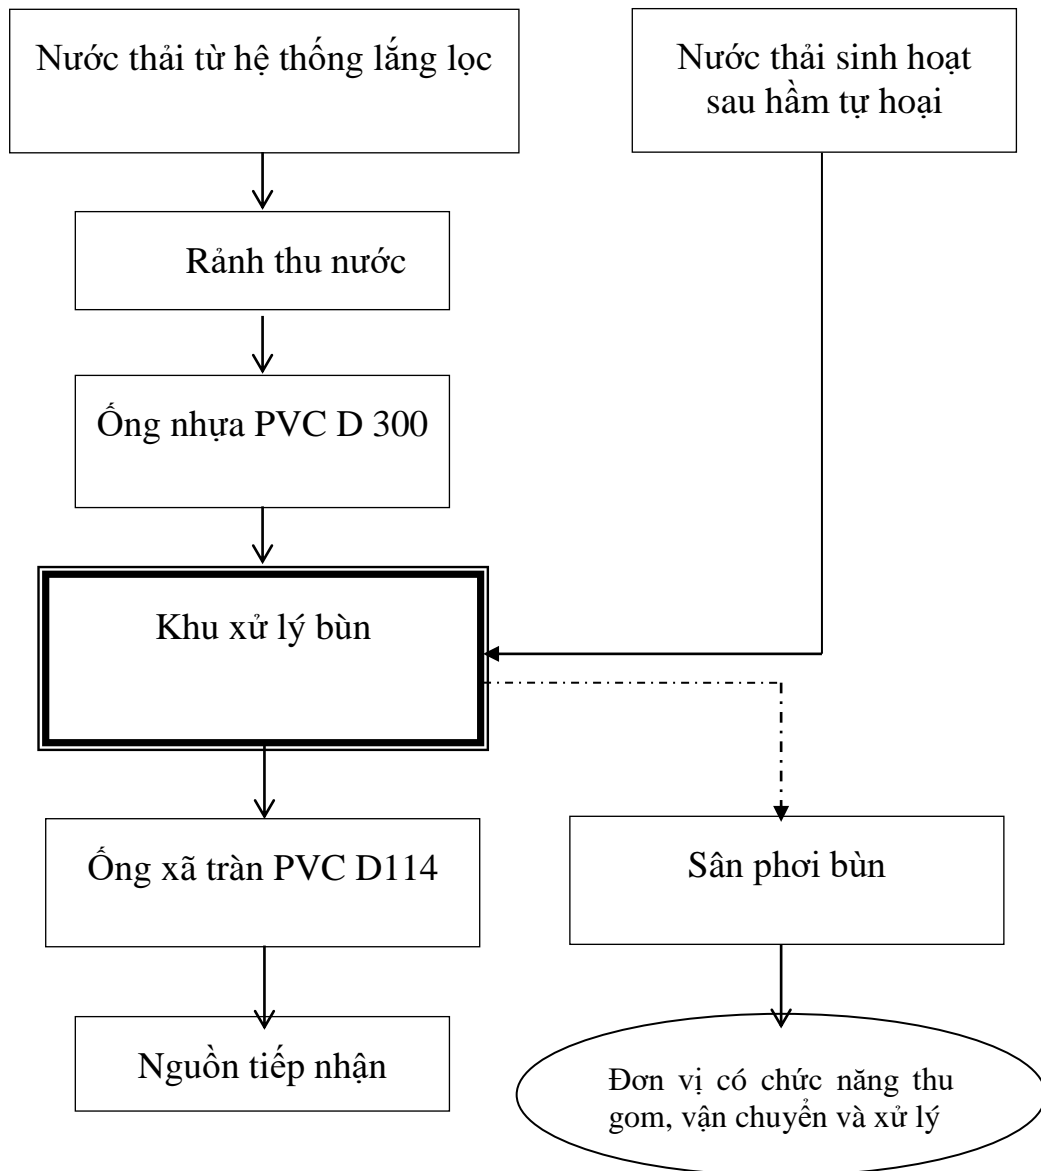 Nước thải từ hệ thống lắng lọc
Nước thải sinh hoạt
sau hầm tự hoại
Rảnh thu nước
Ống nhựa PVC D 300
Khu xử lý bùn
Ống xã tràn PVC D114
Sân phơi bùn
Nguồn tiếp nhận
Đơn vị có chức năng thu
gom, vận chuyển và xử lý